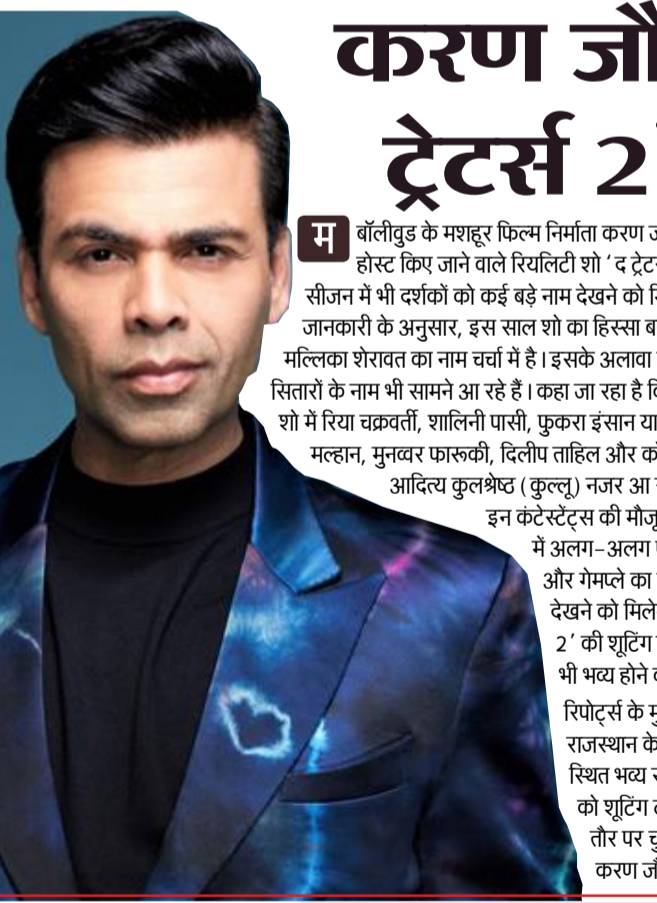 करण जौ
ट्रेटर्स 2'
म बॉलीवुड के मशहूर फिल्म निर्माता करण
होस्ट किए जाने वाले रियलिटी शो 'द
सीजन में भी दर्शकों को कई बड़े नाम देखने को
जानकारी के अनुसार, इस साल शो का हिस्सा
मल्लिका शेरावत का नाम चर्चा में है। इसके अलावा
सितारों के नाम भी सामने आ रहे हैं। कहा जा रहा है
शो में रिया चक्रवर्ती, शालिनी पासी, फुकरा इंसान या
मल्हान, मुनव्वर फारूकी, दिलीप ताहिल और
आदित्य कुलश्रेष्ठ (कुल्लू) नजर आ
इन कंटेस्टेंट्स की
में अलग-अलग
और गेमप्ले का
देखने को मिले
2' की शूटिंग
भी भव्य होने
रिपोर्ट्स के
राजस्थान के
स्थित भव्य
को शूटिंग
तौर पर
करण जौ